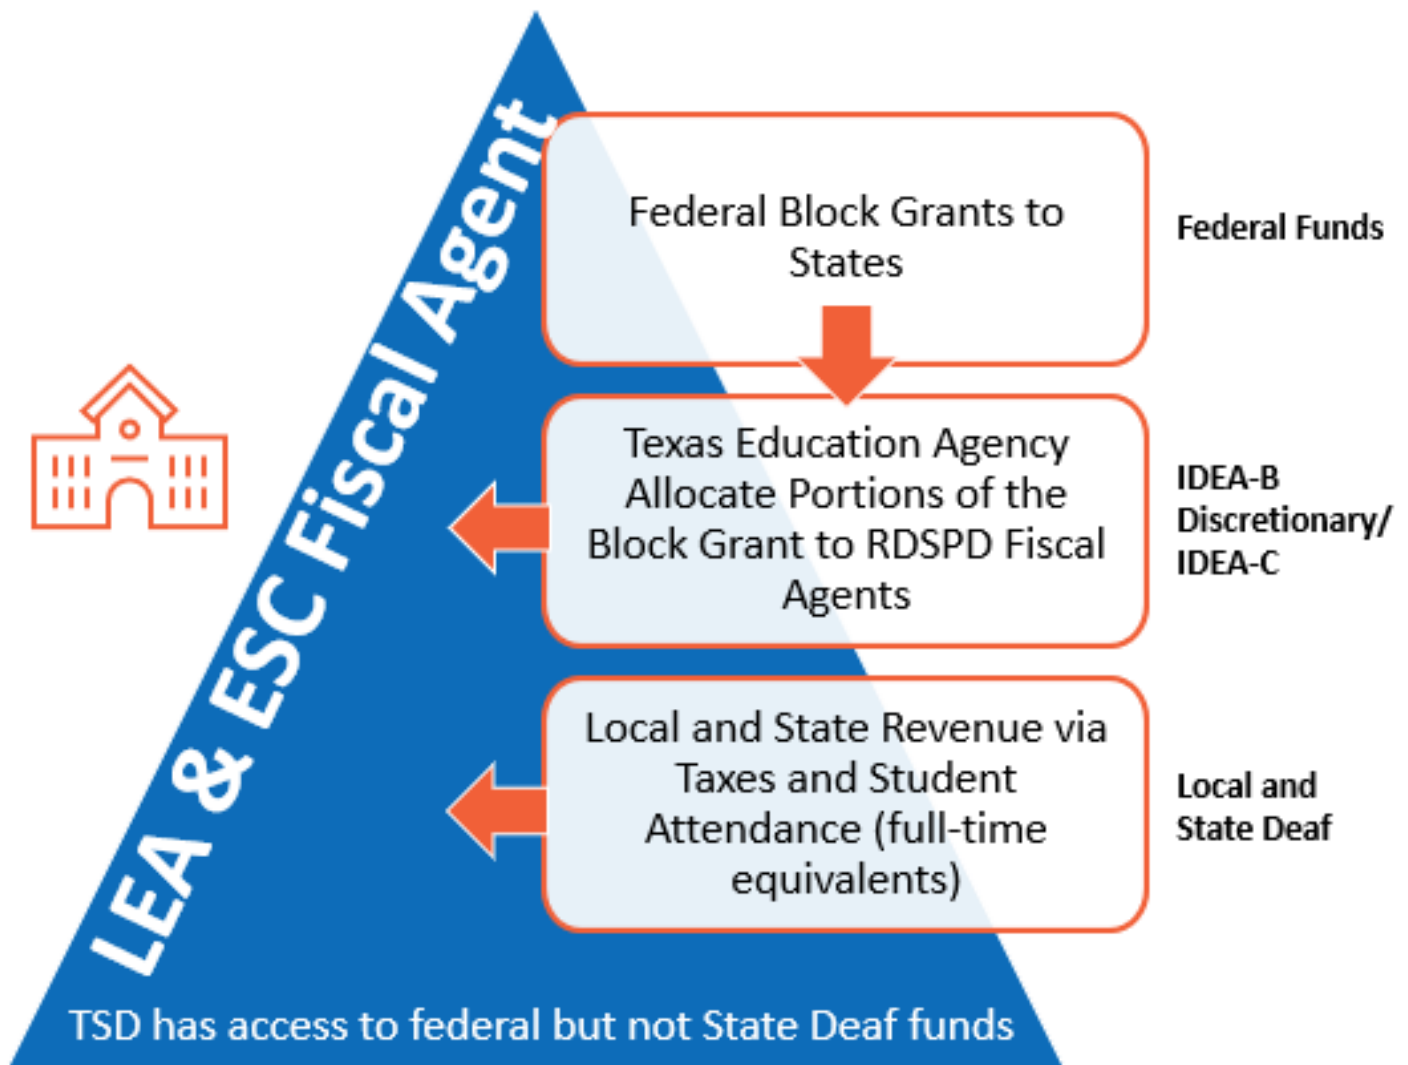 LEA & ESC Fiscal Agent
Federal Block Grants to
States
Federal Funds
Texas Education Agency
Allocate Portions of the
Block Grant to RDSPD Fiscal
Agents
IDEA-B
Discretionary/
IDEA-C
Local and State Revenue via
Taxes and Student
Attendance (full-time
equivalents)
Local and
State Deaf
TSD has access to federal but not State Deaf funds